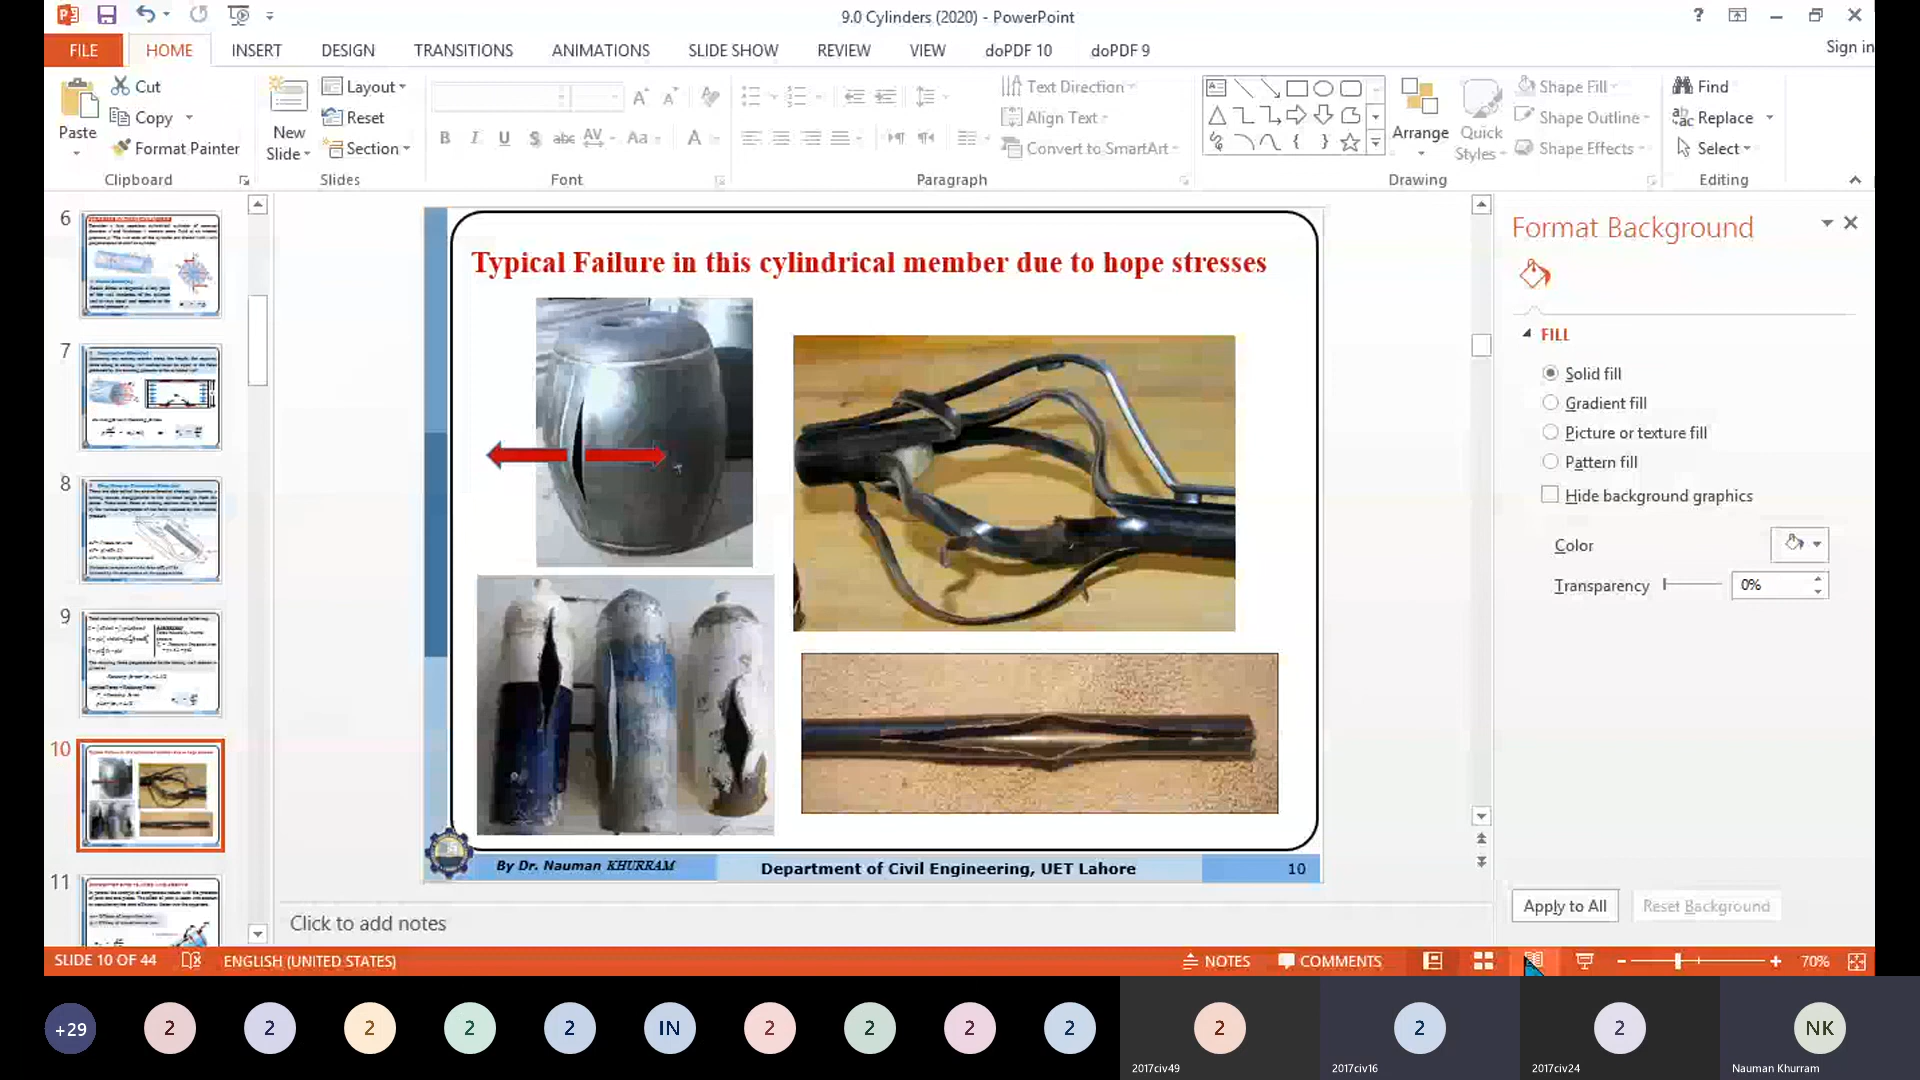 9.0 Cylinders (2020) - PowerPoint
FILE HOME INSERT DESIGN TRANSITIONS ANIMATIONS SLIDE SHOW REVIEW VIEW doPDF 10 doPDF 9 Sign in
Paste
Cut
Copy
Format Painter
Clipboard
New Slide
Layout
Reset
Section
Slides
Font
Text Direction
Align Text
Convert to SmartArt
Paragraph
Arrange
Quick Styles
Shape Fill
Shape Outline
Shape Effects
Drawing
Find
Replace
Select
Editing
6
7
8
9
10
11
Typical Failure in this cylindrical member due to hope stresses
By Dr. Nauman KHURRAM
Department of Civil Engineering, UET Lahore
10
Click to add notes
Format Background
FILL
Solid fill
Gradient fill
Picture or texture fill
Pattern fill
Hide background graphics
Color
Transparency 0%
Apply to All
Reset Background
SLIDE 10 OF 44 ENGLISH (UNITED STATES) NOTES COMMENTS 70%
+29 2 2 2 2 2 IN 2 2 2 2 2 2 2 NK
2017civ49 2017civ16 2017civ24 Nauman Khurram